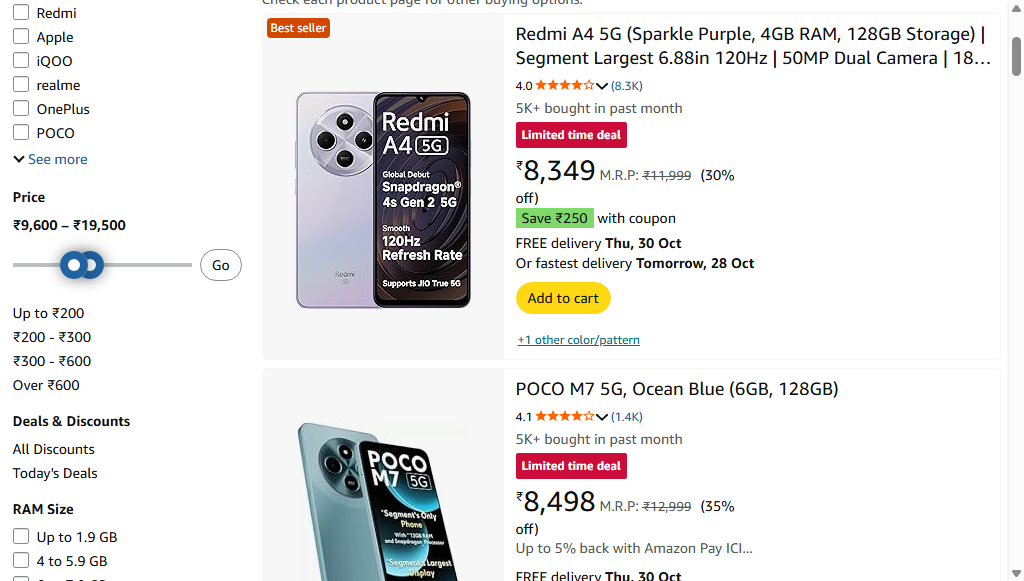 Check each product page for other buying options.
Redmi
Apple
iQOO
realme
OnePlus
POCO
See more
Price
₹9,600 – ₹19,500
Go
Up to ₹200
₹200 - ₹300
₹300 - ₹600
Over ₹600
Deals & Discounts
All Discounts
Today's Deals
RAM Size
Up to 1.9 GB
4 to 5.9 GB
Best seller
Redmi
A4 5G
Global Debut
Snapdragon®
4s Gen 2 5G
Smooth
120Hz
Refresh Rate
Supports JIO True 5G
Redmi
Redmi A4 5G (Sparkle Purple, 4GB RAM, 128GB Storage) |
Segment Largest 6.88in 120Hz | 50MP Dual Camera | 18…
4.0 (8.3K)
5K+ bought in past month
Limited time deal
₹8,349 M.R.P: ₹11,999 (30%
off)
Save ₹250 with coupon
FREE delivery Thu, 30 Oct
Or fastest delivery Tomorrow, 28 Oct
Add to cart
+1 other color/pattern
POCO
M7 5G
"Segment's Only
Phone
With "12GB RAM
and Snapdragon Processor
"Segment's Largest
Display
POCO M7 5G, Ocean Blue (6GB, 128GB)
4.1 (1.4K)
5K+ bought in past month
Limited time deal
₹8,498 M.R.P: ₹12,999 (35%
off)
Up to 5% back with Amazon Pay ICI…
FREE delivery Thu, 30 Oct